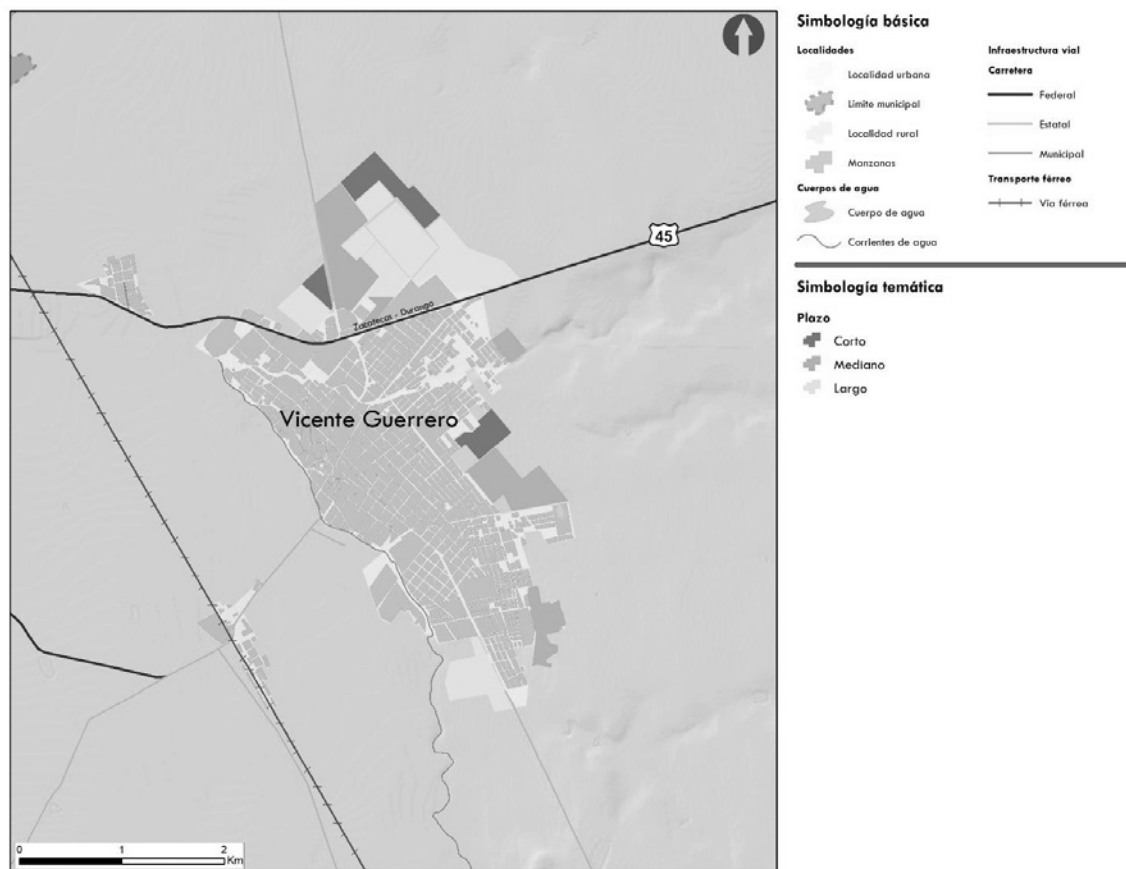 Simbología básica
Localidades
Localidad urbana
Límite municipal
Localidad rural
Manzanas
Cuerpos de agua
Cuerpo de agua
Corrientes de agua
Infraestructura vial
Carretera
Federal
Estatal
Municipal
Transporte férreo
Vía férrea
Simbología temática
Plazo
Corto
Mediano
Largo
45
Zacatecas - Durango
Vicente Guerrero
0 1 2
Km